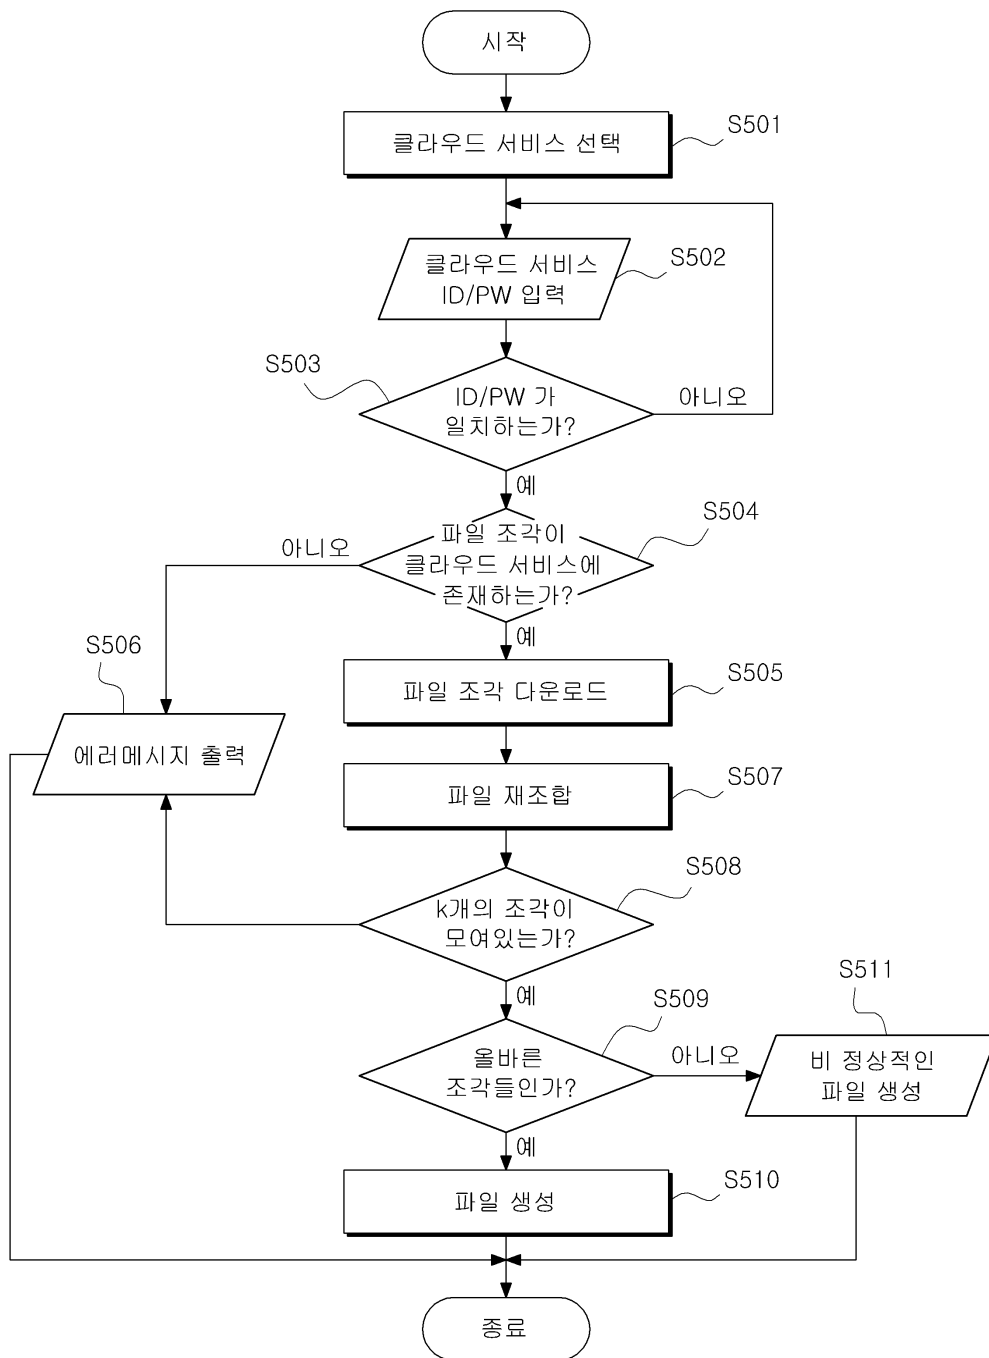 시작
클라우드 서비스 선택
S501
클라우드 서비스
ID/PW 입력
S502
S503
ID/PW 가
일치하는가?
아니오
예
S504
파일 조각이
클라우드 서비스에
존재하는가?
아니오
예
S506
에러메시지 출력
파일 조각 다운로드
S505
파일 재조합
S507
k개의 조각이
모여있는가?
S508
예
S509
올바른
조각들인가?
아니오
S511
비 정상적인
파일 생성
예
파일 생성
S510
종료